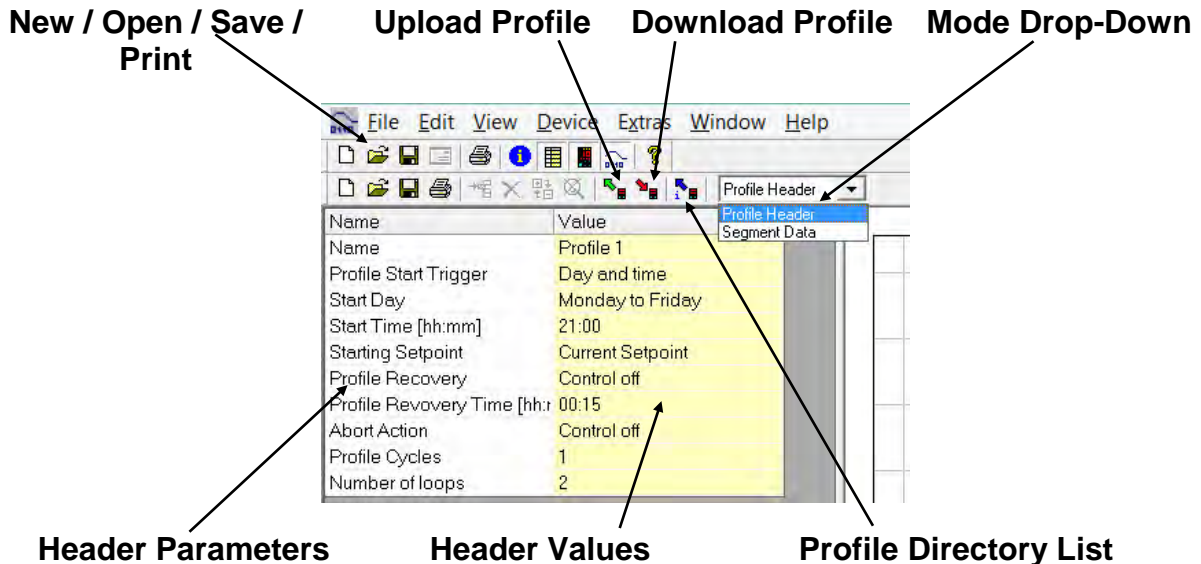 New / Open / Save / Print
Upload Profile
Download Profile
Mode Drop-Down
File Edit View Device Extras Window Help
Profile Header
Profile Header
Segment Data
Name Value
Name Profile 1
Profile Start Trigger Day and time
Start Day Monday to Friday
Start Time [hh:mm] 21:00
Starting Setpoint Current Setpoint
Profile Recovery Control off
Profile Revovery Time [hh:r 00:15
Abort Action Control off
Profile Cycles 1
Number of loops 2
Header Parameters
Header Values
Profile Directory List